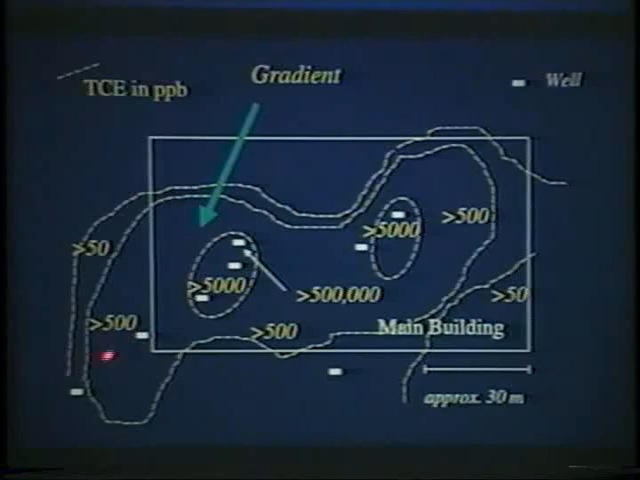 Gradient
Well
TCE in ppb
>500
>5000
>50
>5000
>500,000
>50
>500
>500
Main Building
approx. 30 m